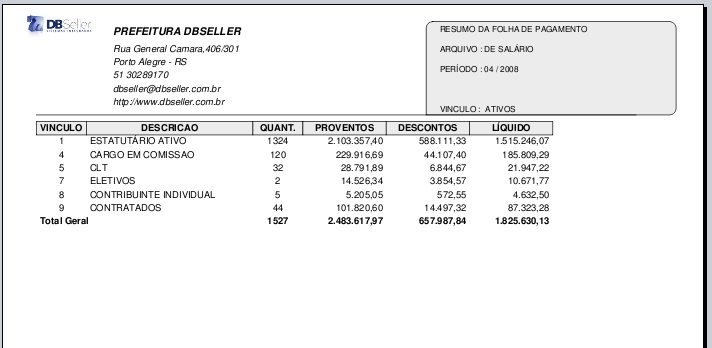 DBSeller
SISTEMAS INTEGRADOS
PREFEITURA DBSELLER
Rua General Camara,406/301
Porto Alegre - RS
51 30289170
dbseller@dbseller.com.br
http://www.dbseller.com.br
RESUMO DA FOLHA DE PAGAMENTO
ARQUIVO : DE SALÁRIO
PERÍODO : 04 / 2008
VINCULO : ATIVOS
VINCULO DESCRICAO QUANT. PROVENTOS DESCONTOS LÍQUIDO
1 ESTATUTÁRIO ATIVO 1324 2.103.357,40 588.111,33 1.515.246,07
4 CARGO EM COMISSAO 120 229.916,69 44.107,40 185.809,29
5 CLT 32 28.791,89 6.844,67 21.947,22
7 ELETIVOS 2 14.526,34 3.854,57 10.671,77
8 CONTRIBUINTE INDIVIDUAL 5 5.205,05 572,55 4.632,50
9 CONTRATADOS 44 101.820,60 14.497,32 87.323,28
Total Geral 1527 2.483.617,97 657.987,84 1.825.630,13